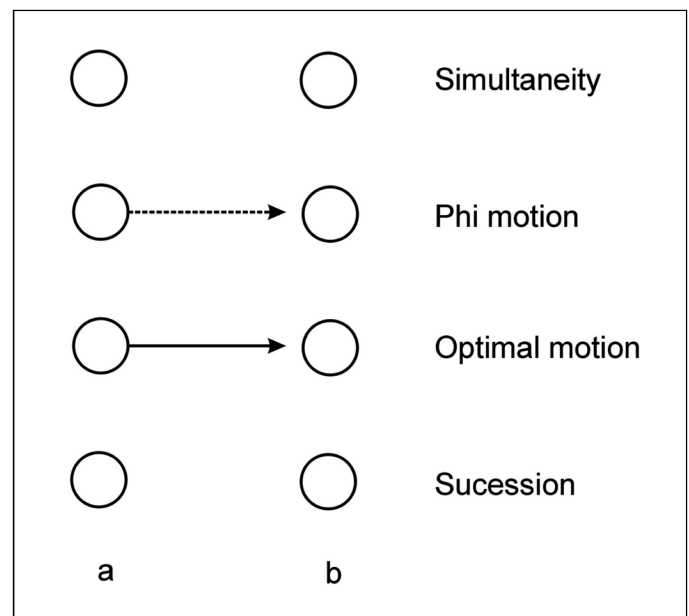 Simultaneity
Phi motion
Optimal motion
Sucession
a b